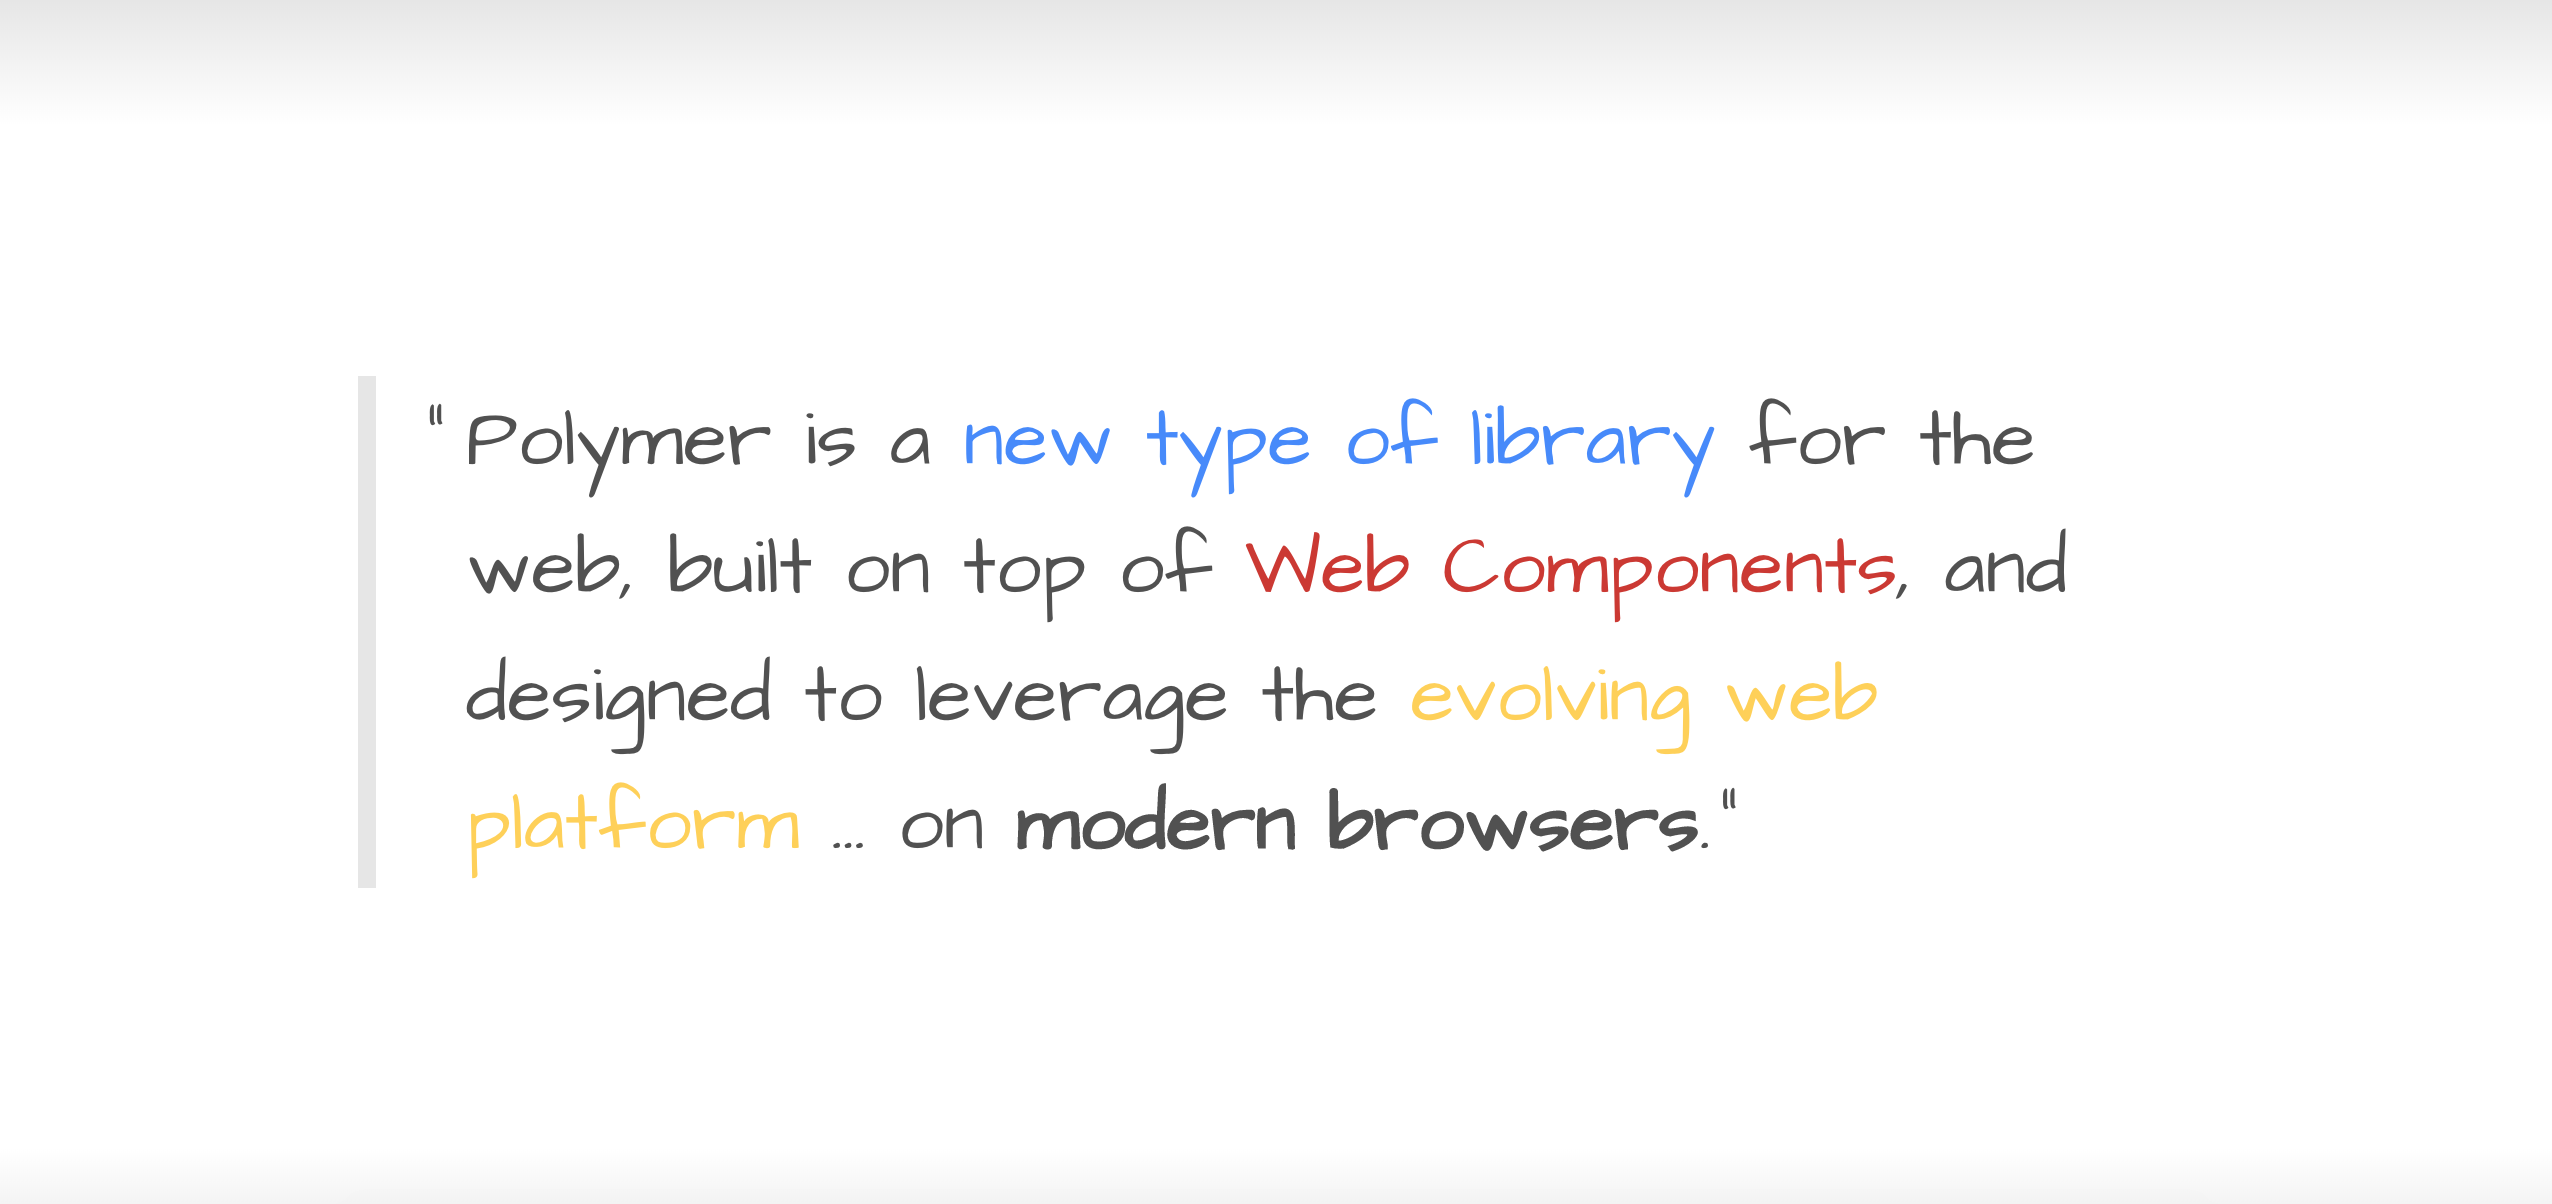 “Polymer is a new type of library for the
web, built on top of Web Components, and
designed to leverage the evolving web
platform ... on modern browsers.“